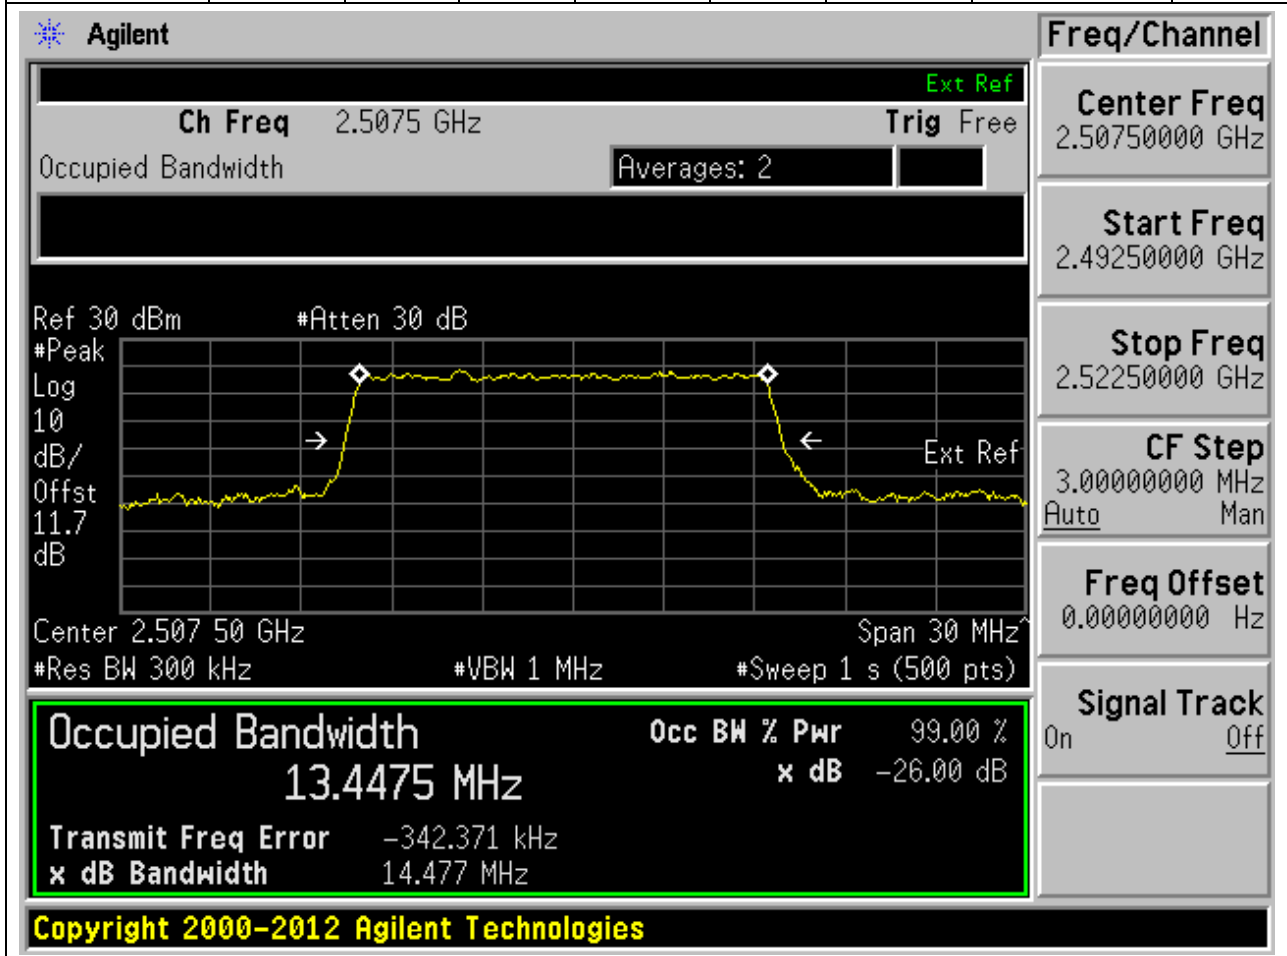 Agilent
Freq/Channel
Ext Ref
Ch Freq 2.5075 GHz Trig Free
Occupied Bandwidth Averages: 2
Center Freq
2.50750000 GHz
Start Freq
2.49250000 GHz
Stop Freq
2.52250000 GHz
CF Step
3.00000000 MHz
Auto Man
Freq Offset
0.00000000 Hz
Signal Track
On Off
Ref 30 dBm #Atten 30 dB
#Peak
Log
10
dB/
Offst
11.7
dB
Ext Ref
Center 2.507 50 GHz Span 30 MHz^
#Res BW 300 kHz #VBW 1 MHz #Sweep 1 s (500 pts)
Occupied Bandwidth Occ BW % Pwr 99.00 %
13.4475 MHz x dB -26.00 dB
Transmit Freq Error -342.371 kHz
x dB Bandwidth 14.477 MHz
Copyright 2000-2012 Agilent Technologies